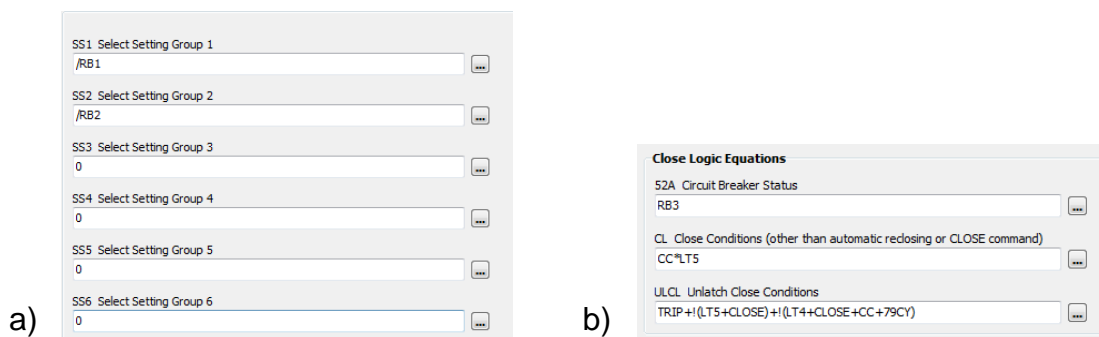 SS1 Select Setting Group 1
/RB1
...
SS2 Select Setting Group 2
/RB2
...
SS3 Select Setting Group 3
0
...
SS4 Select Setting Group 4
0
...
SS5 Select Setting Group 5
0
...
SS6 Select Setting Group 6
0
...
a)
Close Logic Equations
52A Circuit Breaker Status
RB3
...
CL Close Conditions (other than automatic reclosing or CLOSE command)
CC*LT5
...
ULCL Unlatch Close Conditions
TRIP+!(LT5+CLOSE)+!(LT4+CLOSE+CC+79CY)
...
b)